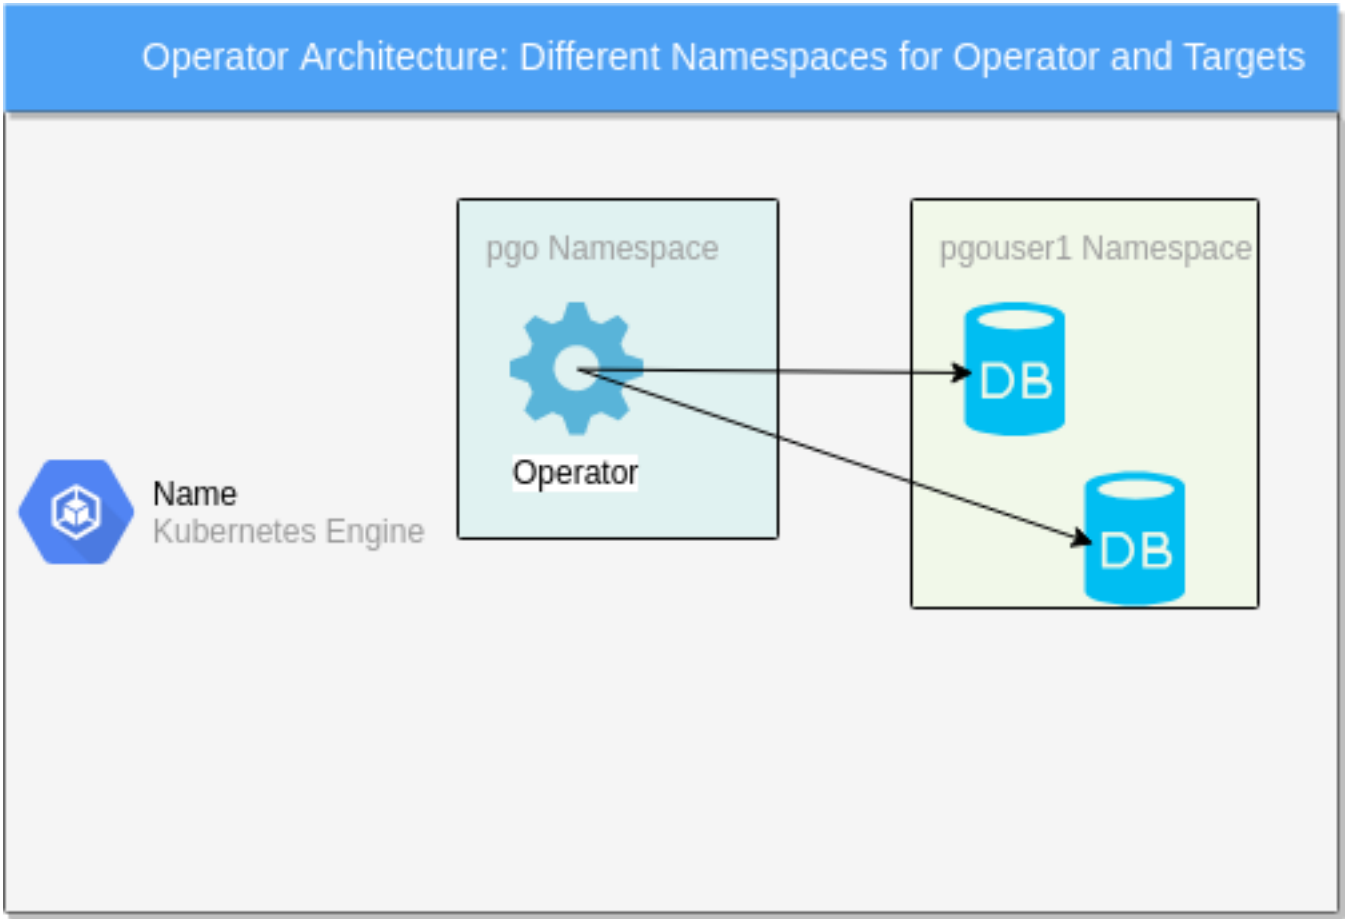 Operator Architecture: Different Namespaces for Operator and Targets
pgo Namespace
pgouser1 Namespace
DB
Operator
Name
Kubernetes Engine
DB